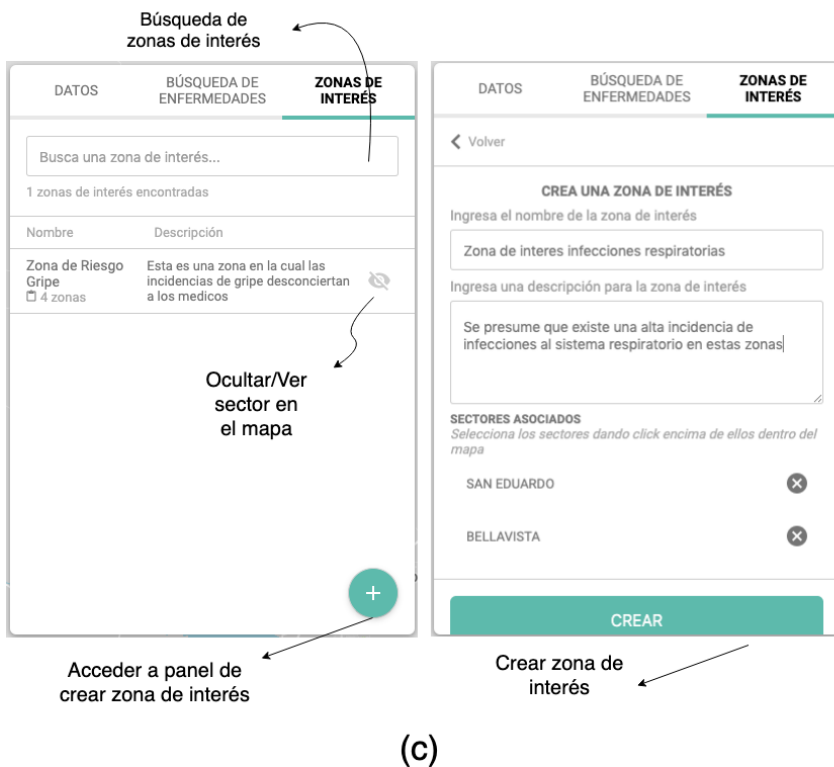 Búsqueda de
zonas de interés
DATOS
BÚSQUEDA DE
ENFERMEDADES
ZONAS DE
INTERÉS
Busca una zona de interés...
1 zonas de interés encontradas
Nombre
Descripción
Zona de Riesgo
Gripe
4 zonas
Esta es una zona en la cual las
incidencias de gripe desconciertan
a los medicos
Ocultar/Ver
sector en
el mapa
+
Acceder a panel de
crear zona de interés
DATOS
BÚSQUEDA DE
ENFERMEDADES
ZONAS DE
INTERÉS
Volver
CREA UNA ZONA DE INTERÉS
Ingresa el nombre de la zona de interés
Zona de interes infecciones respiratorias
Ingresa una descripción para la zona de interés
Se presume que existe una alta incidencia de
infecciones al sistema respiratorio en estas zonas
SECTORES ASOCIADOS
Selecciona los sectores dando click encima de ellos dentro del
mapa
SAN EDUARDO
BELLAVISTA
CREAR
Crear zona de
interés
(c)